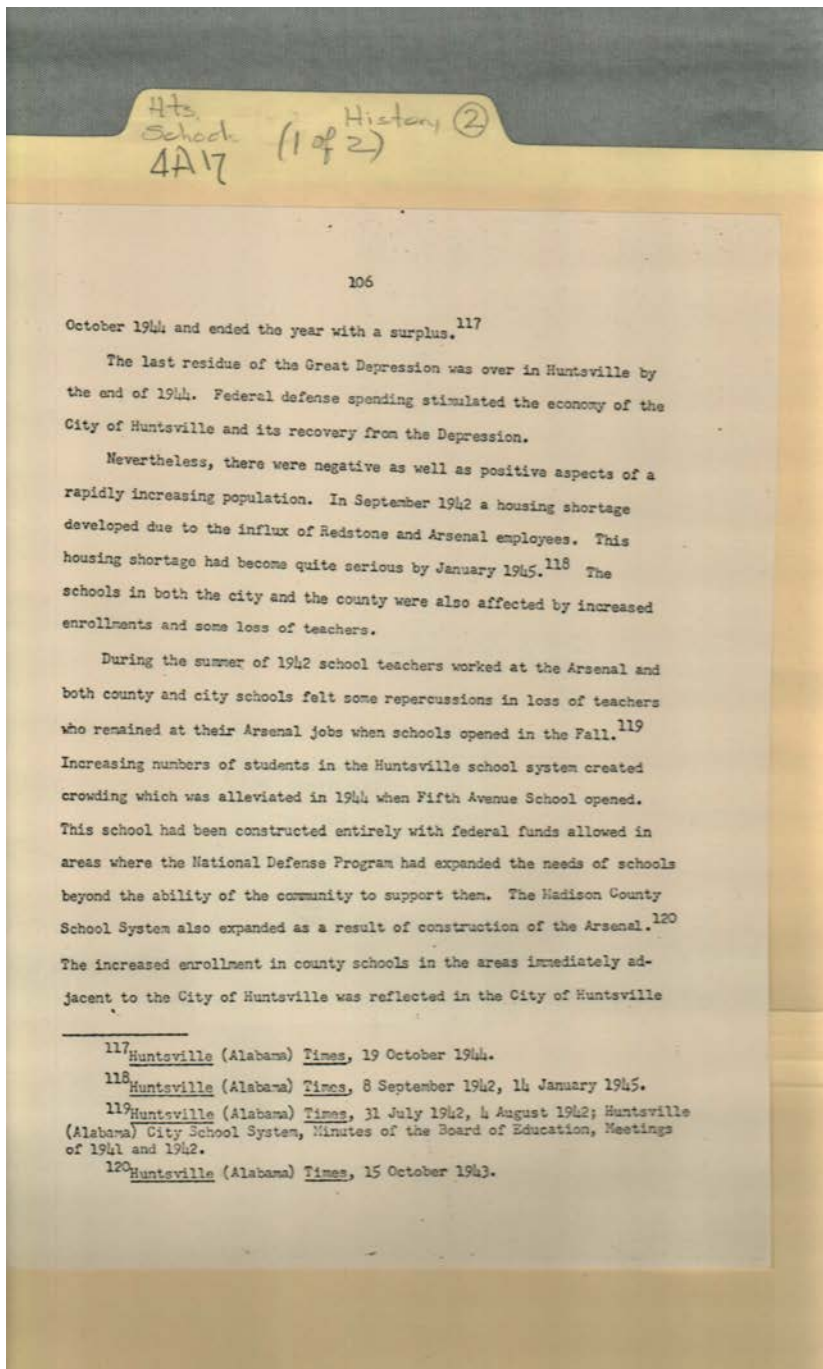 Hts. History ②
School
(1 of 2)
4A17
106
October 1944 and ended the year with a surplus.117
The last residue of the Great Depression was over in Huntsville by
the end of 1944. Federal defense spending stimulated the economy of the
City of Huntsville and its recovery from the Depression.
Nevertheless, there were negative as well as positive aspects of a
rapidly increasing population. In September 1942 a housing shortage
developed due to the influx of Redstone and Arsenal employees. This
housing shortage had become quite serious by January 1945.118 The
schools in both the city and the county were also affected by increased
enrollments and some loss of teachers.
During the summer of 1942 school teachers worked at the Arsenal and
both county and city schools felt some repercussions in loss of teachers
who remained at their Arsenal jobs when schools opened in the Fall.119
Increasing numbers of students in the Huntsville school system created
crowding which was alleviated in 1944 when Fifth Avenue School opened.
This school had been constructed entirely with federal funds allowed in
areas where the National Defense Program had expanded the needs of schools
beyond the ability of the community to support them. The Madison County
School System also expanded as a result of construction of the Arsenal.120
The increased enrollment in county schools in the areas immediately ad-
jacent to the City of Huntsville was reflected in the City of Huntsville
117Huntsville (Alabama) Times, 19 October 1944.
118Huntsville (Alabama) Times, 8 September 1942, 14 January 1945.
119Huntsville (Alabama) Times, 31 July 1942, 4 August 1942; Huntsville
(Alabama) City School System, Minutes of the Board of Education, Meetings
of 1941 and 1942.
120Huntsville (Alabama) Times, 15 October 1943.